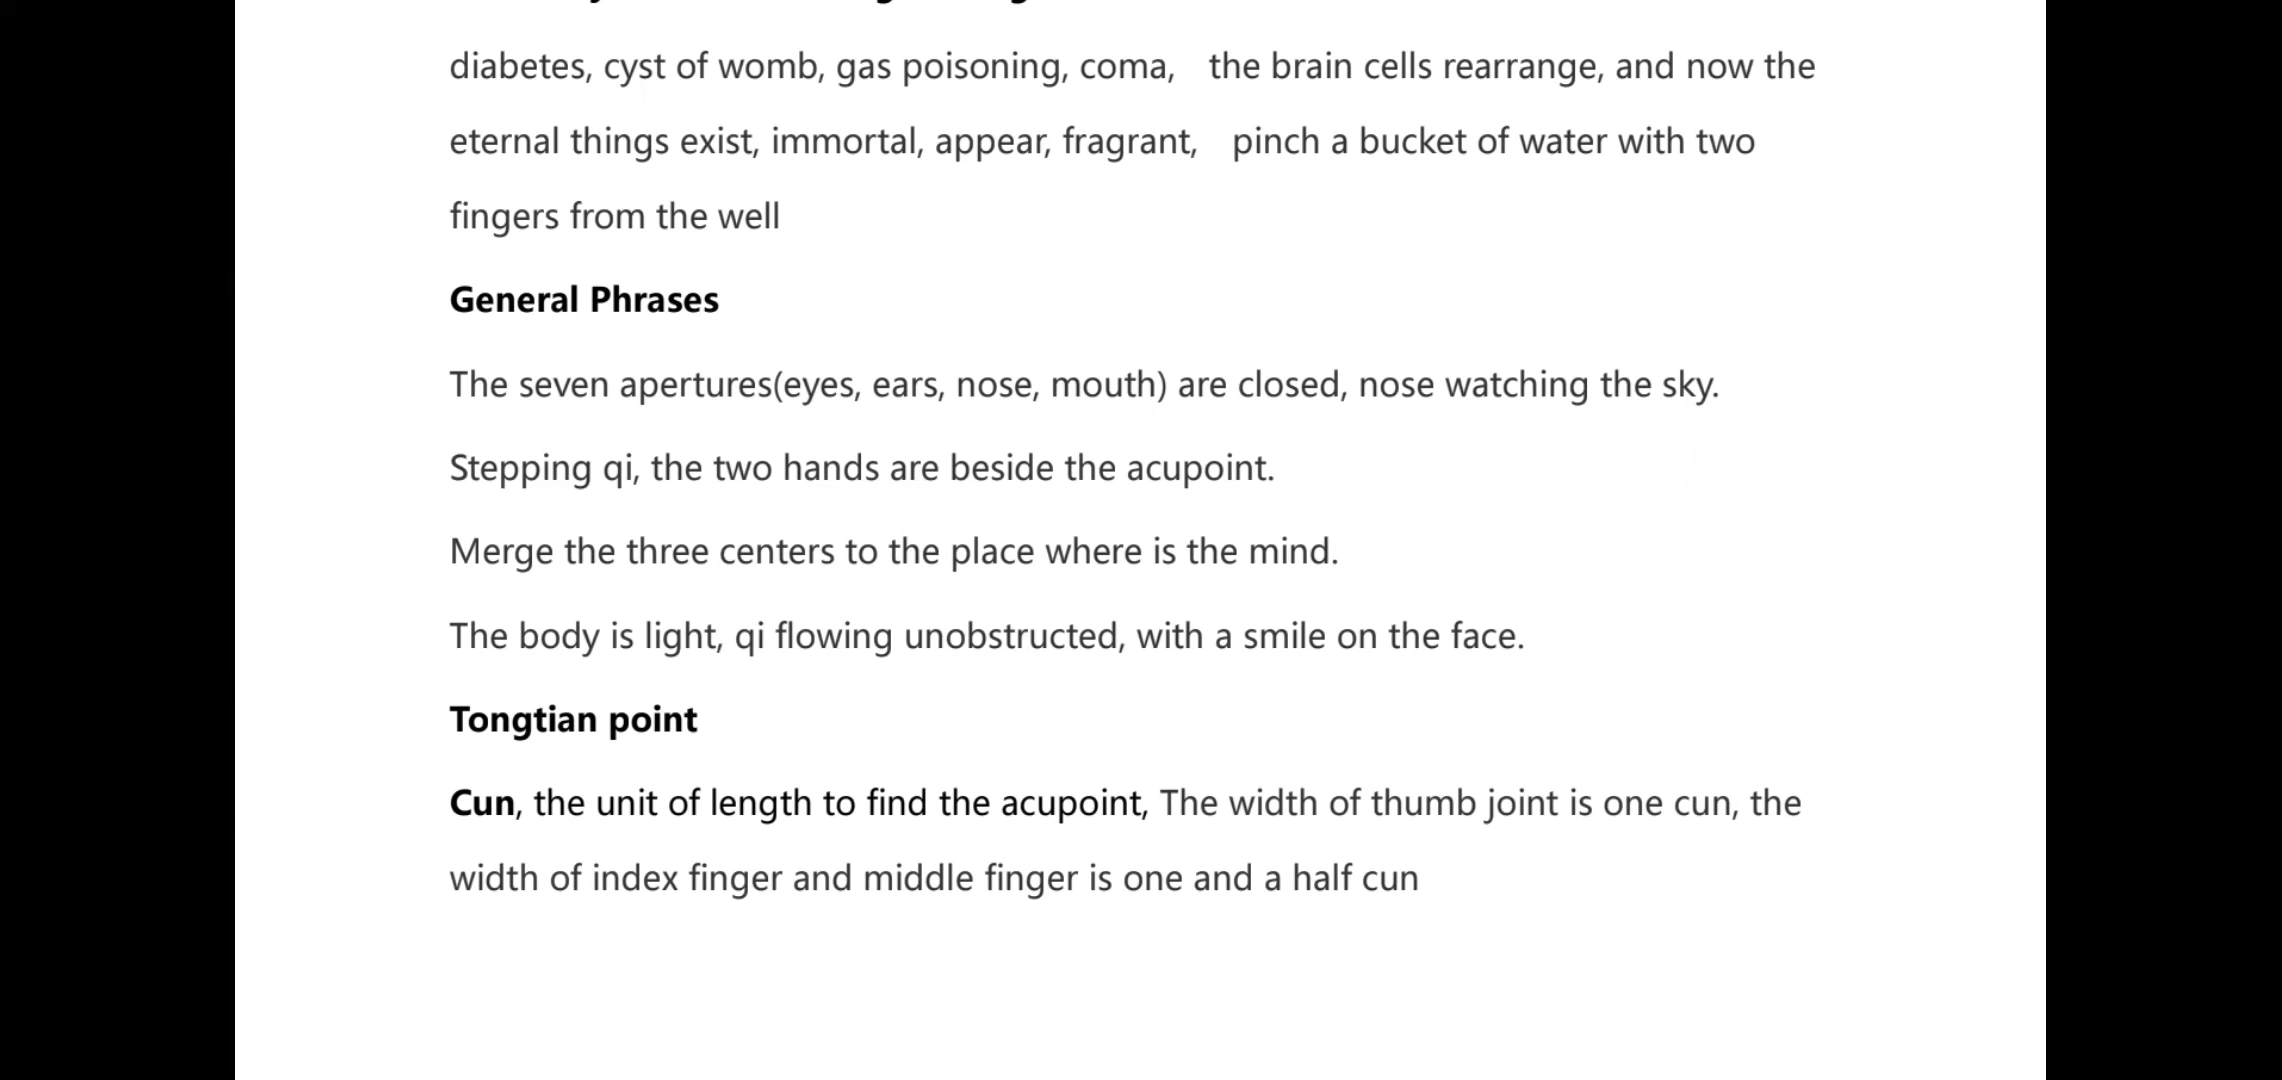 diabetes, cyst of womb, gas poisoning, coma, the brain cells rearrange, and now the
eternal things exist, immortal, appear, fragrant, pinch a bucket of water with two
fingers from the well
General Phrases
The seven apertures(eyes, ears, nose, mouth) are closed, nose watching the sky.
Stepping qi, the two hands are beside the acupoint.
Merge the three centers to the place where is the mind.
The body is light, qi flowing unobstructed, with a smile on the face.
Tongtian point
Cun, the unit of length to find the acupoint, The width of thumb joint is one cun, the
width of index finger and middle finger is one and a half cun